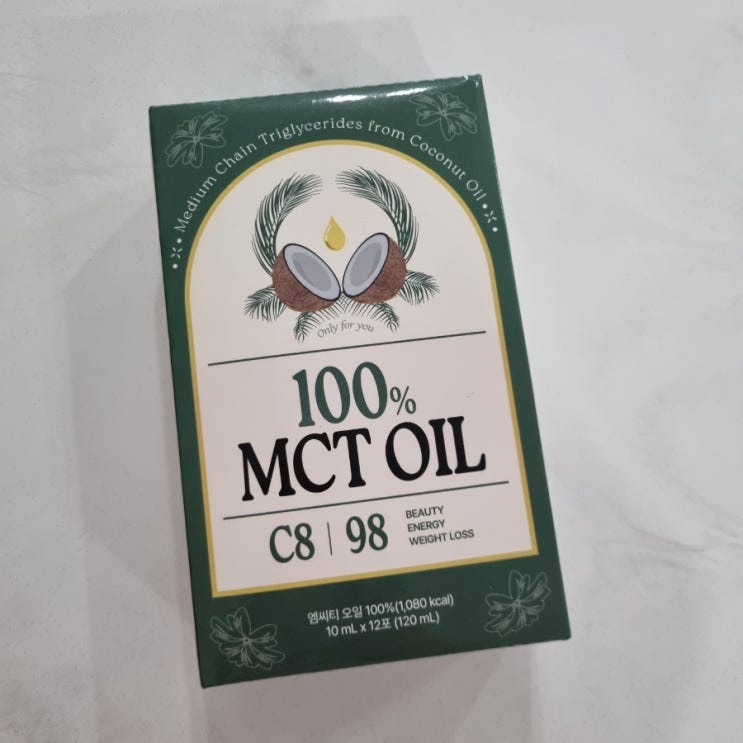 Medium Chain Triglycerides from Coconut Oil
Only for you
100%
MCT OIL
C8 | 98
BEAUTY
ENERGY
WEIGHT LOSS
엠씨티 오일 100%(1,080 kcal)
10 mL x 12포 (120 mL)